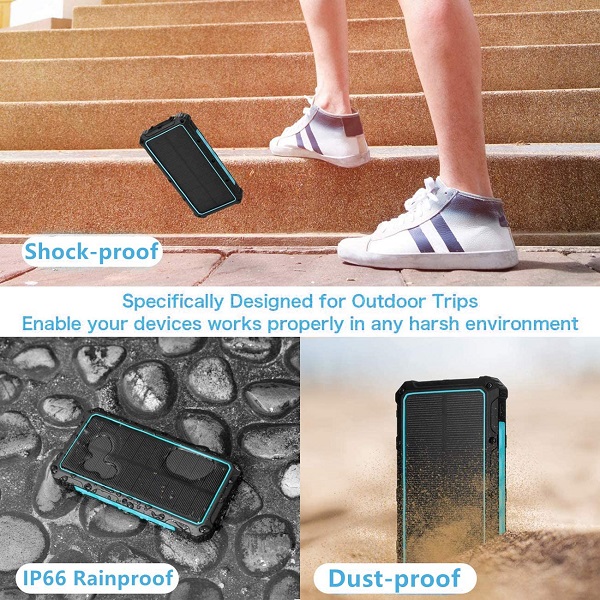 Shock-proof
Specifically Designed for Outdoor Trips
Enable your devices works properly in any harsh environment
IP66 Rainproof
Dust-proof